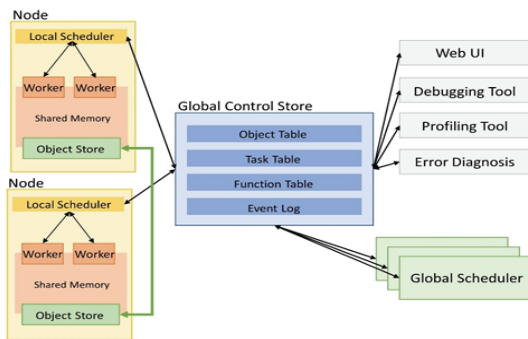 Node
Local Scheduler
Worker Worker
Shared Memory
Object Store
Node
Local Scheduler
Worker Worker
Shared Memory
Object Store
Global Control Store
Object Table
Task Table
Function Table
Event Log
Web UI
Debugging Tool
Profiling Tool
Error Diagnosis
Global Scheduler